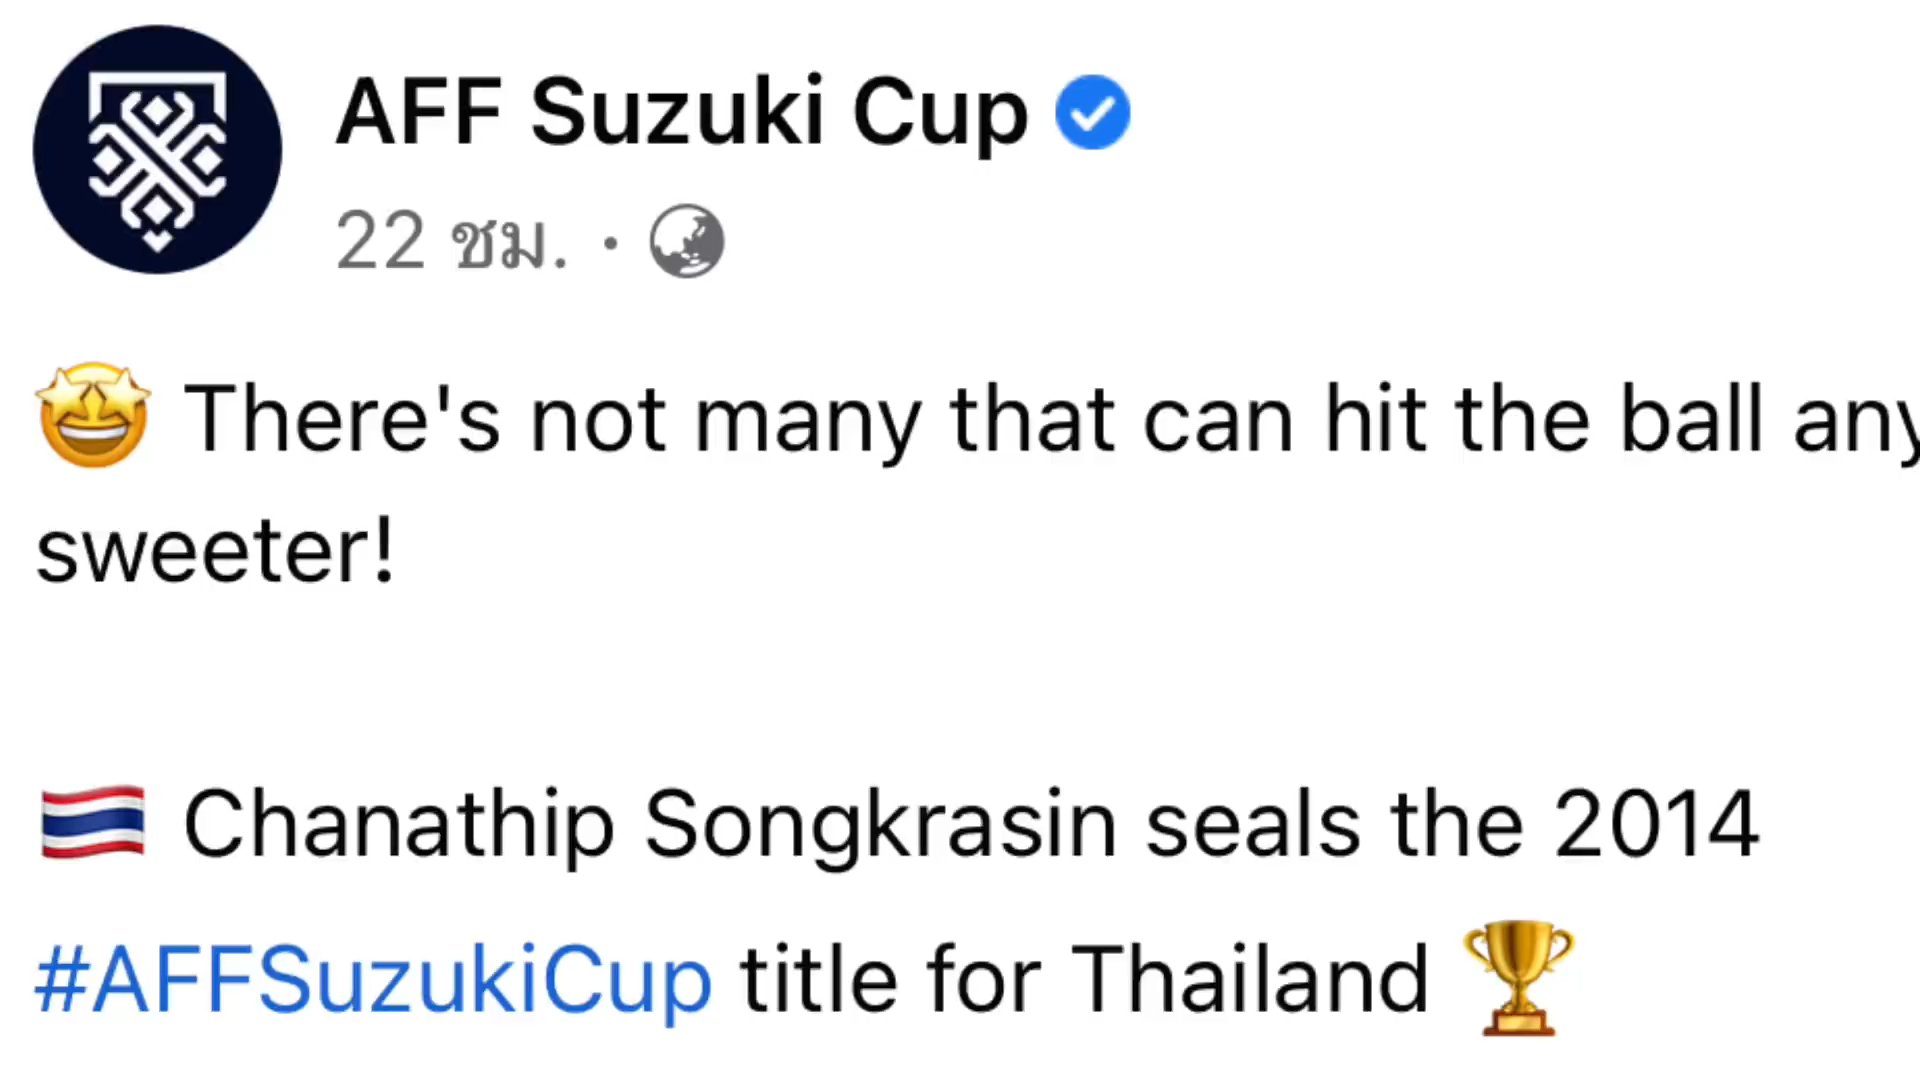 AFF Suzuki Cup
22 ชม. ·
🤩 There's not many that can hit the ball any
sweeter!
🇹🇭 Chanathip Songkrasin seals the 2014
#AFFSuzukiCup title for Thailand 🏆